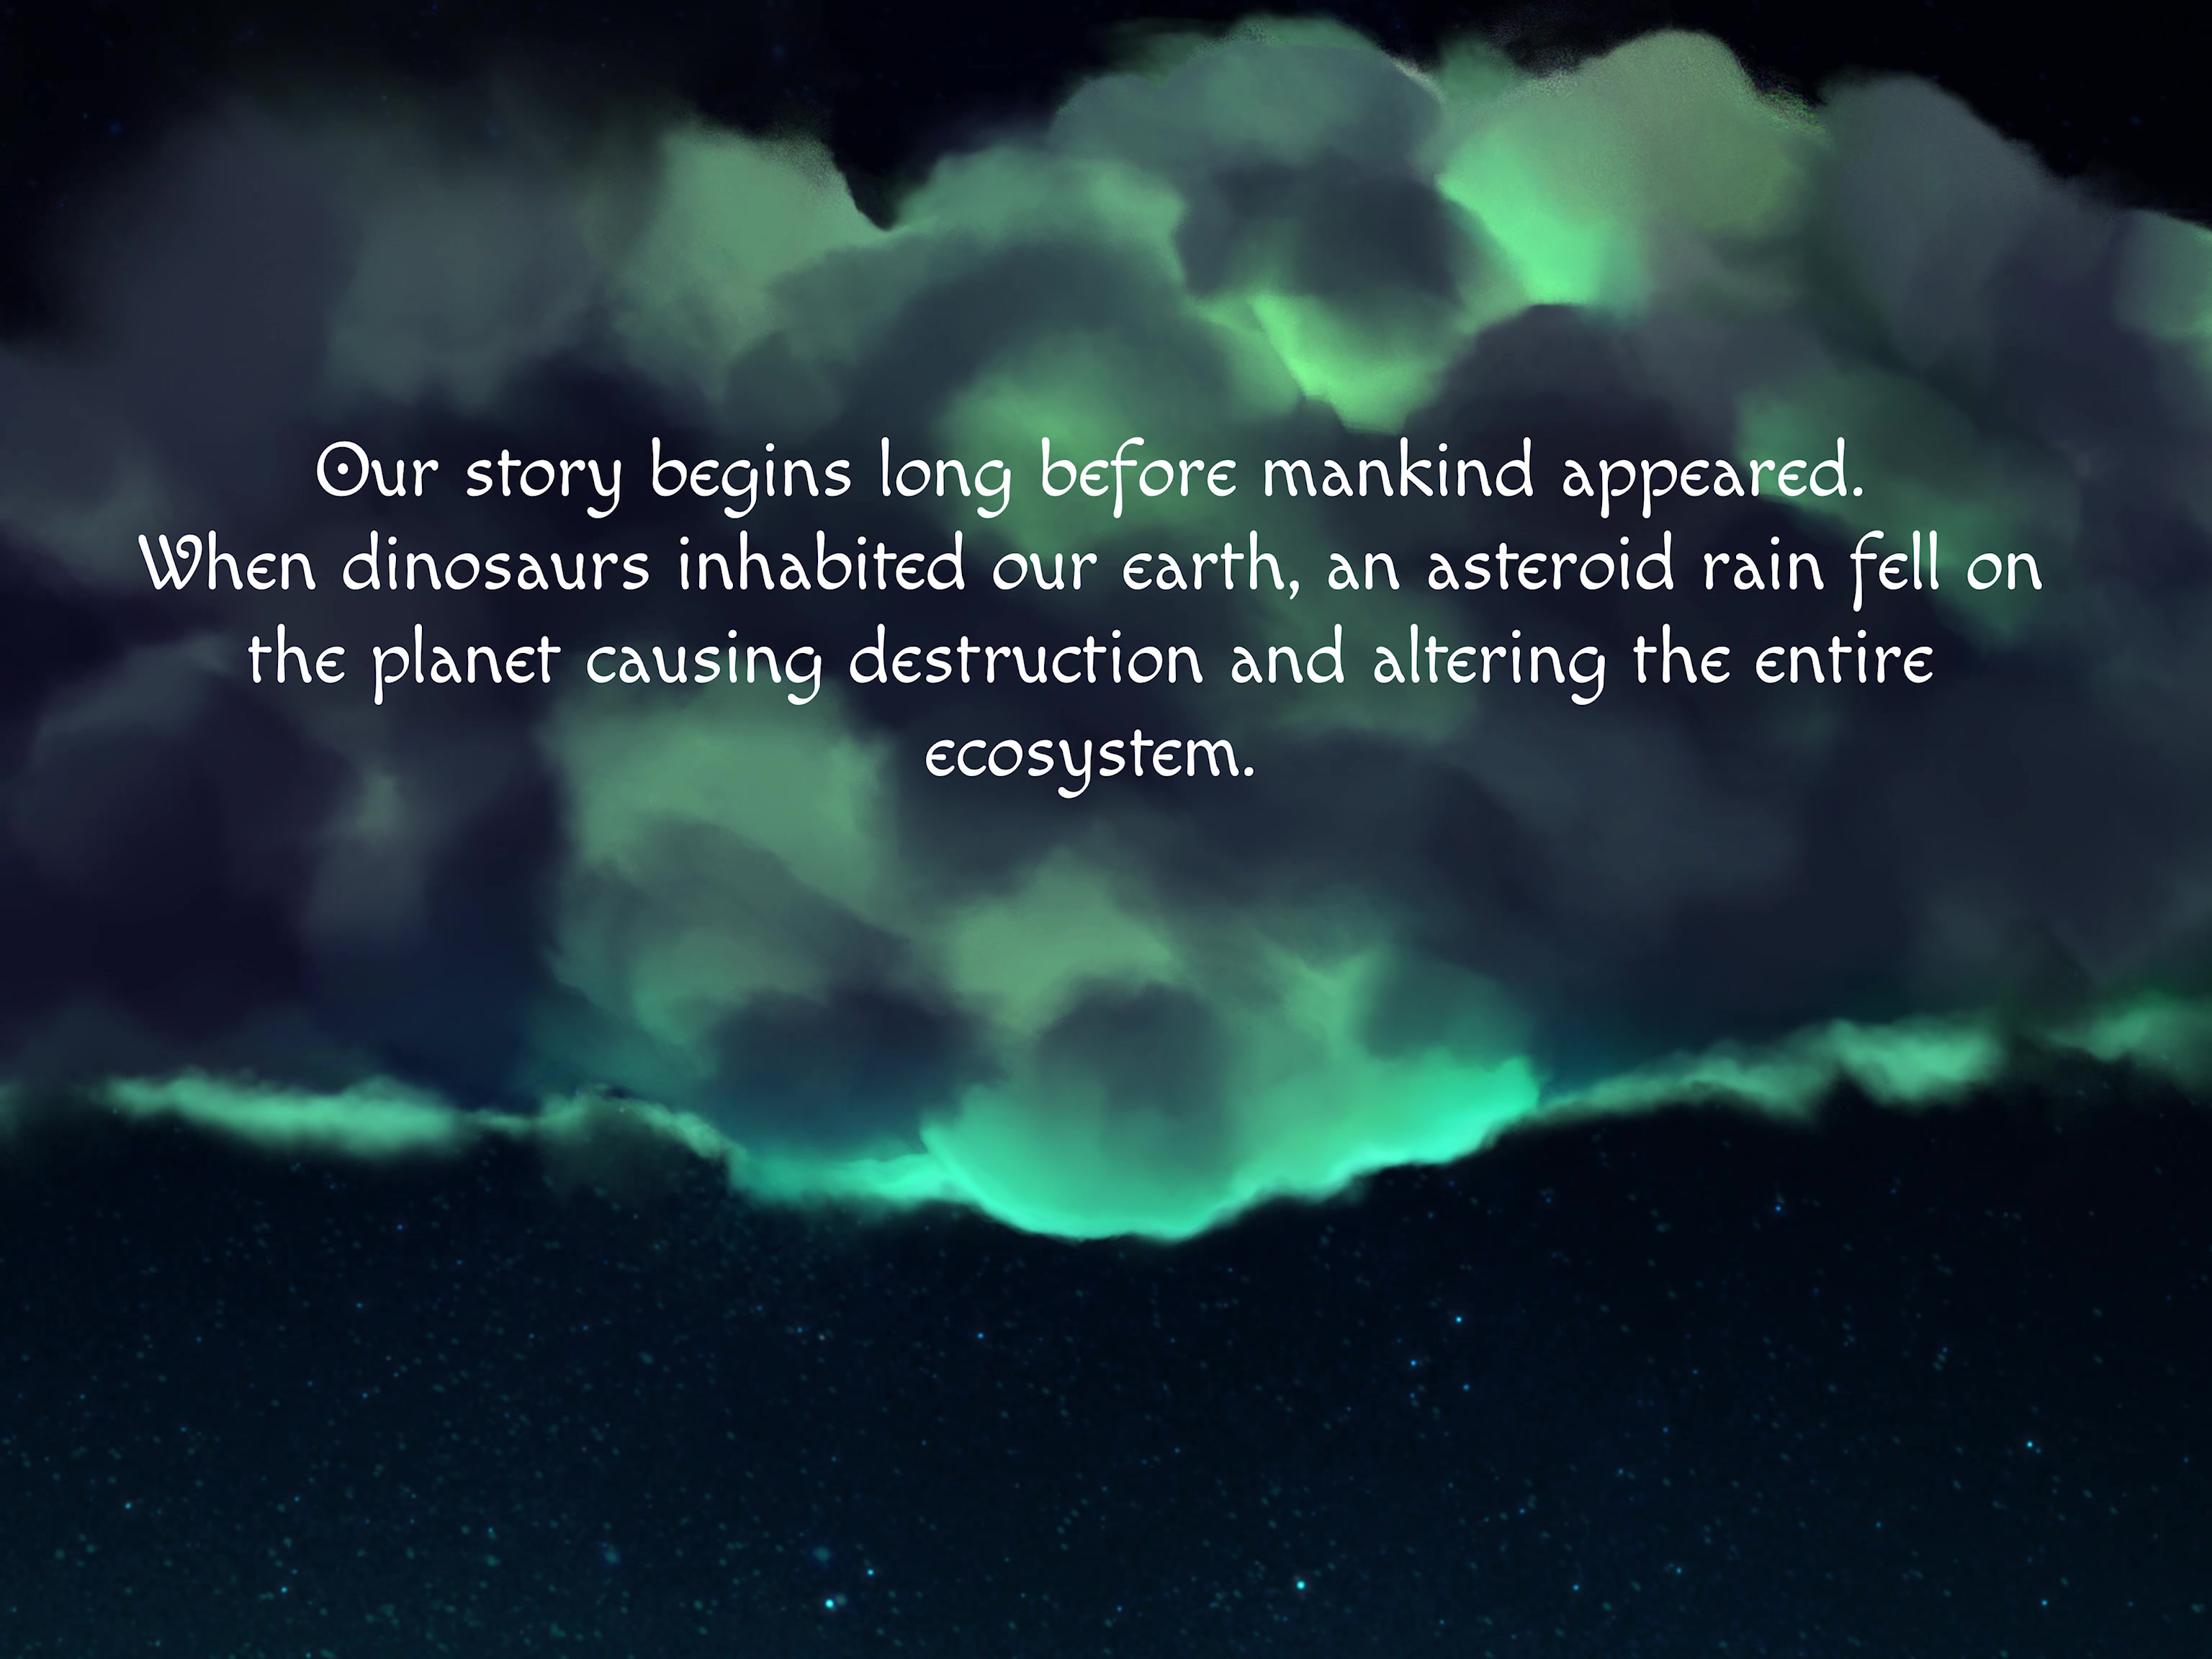 Our story begins long before mankind appeared.
When dinosaurs inhabited our earth, an asteroid rain fell on
the planet causing destruction and altering the entire
ecosystem.